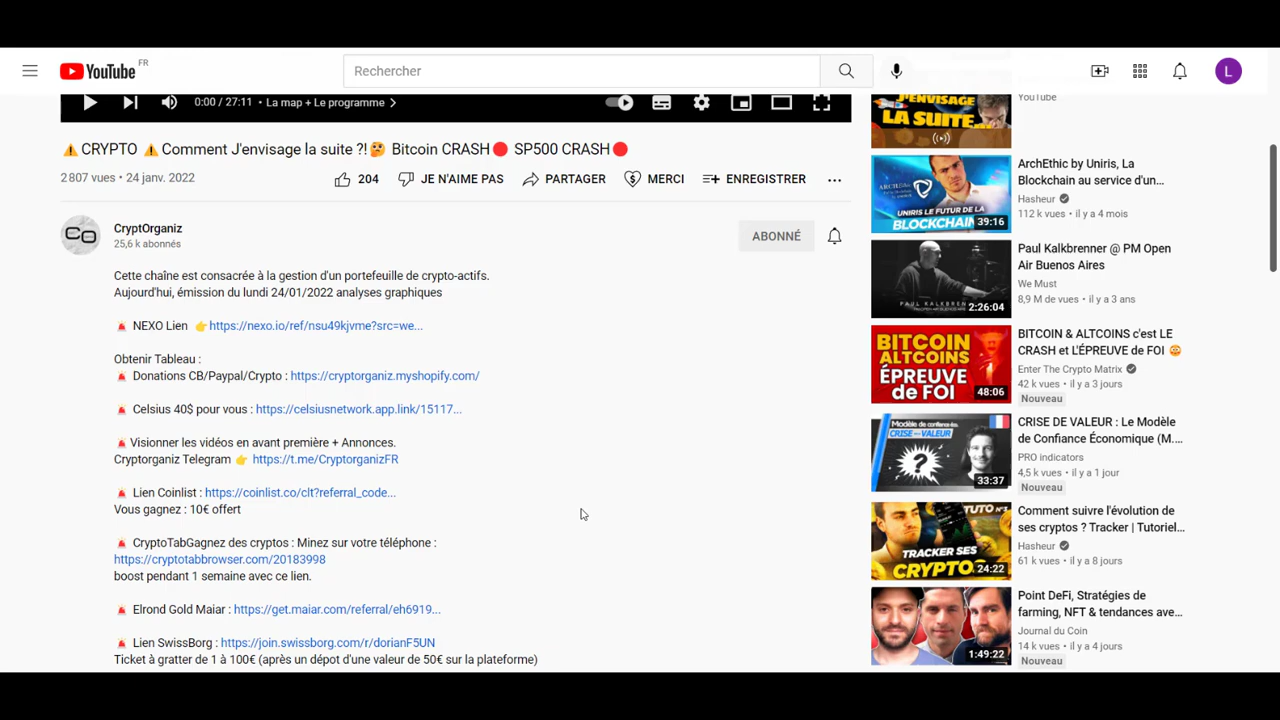 YouTube FR
Rechercher
L
0:00 / 27:11 • La map + Le programme >
⚠️CRYPTO ⚠️Comment J'envisage la suite ?!🤔 Bitcoin CRASH🔴 SP500 CRASH🔴
2 807 vues • 24 janv. 2022
204
JE N'AIME PAS
PARTAGER
MERCI
ENREGISTRER
CO
CryptOrganiz
25,6 k abonnés
ABONNÉ
Cette chaîne est consacrée à la gestion d'un portefeuille de crypto-actifs.
Aujourd'hui, émission du lundi 24/01/2022 analyses graphiques
🚨 NEXO Lien 👉https://nexo.io/ref/nsu49kjvme?src=we...
Obtenir Tableau :
🚨 Donations CB/Paypal/Crypto : https://cryptorganiz.myshopify.com/
🚨 Celsius 40$ pour vous : https://celsiusnetwork.app.link/15117...
🚨 Visionner les vidéos en avant première + Annonces.
Cryptorganiz Telegram 👉 https://t.me/CryptorganizFR
🚨 Lien Coinlist : https://coinlist.co/clt?referral_code...
Vous gagnez : 10€ offert
🚨 CryptoTabGagnez des cryptos : Minez sur votre téléphone :
https://cryptotabbrowser.com/20183998
boost pendant 1 semaine avec ce lien.
🚨 Elrond Gold Maiar : https://get.maiar.com/referral/eh6919...
🚨 Lien SwissBorg : https://join.swissborg.com/r/dorianF5UN
Ticket à gratter de 1 à 100€ (après un dépot d'une valeur de 50€ sur la plateforme)
J'ENVISAGE
LA SUITE...
YouTube
UNIRIS LE FUTUR DE LA
BLOCKCHAIN
39:16
ArchEthic by Uniris, La
Blockchain au service d'un...
Hasheur
112 k vues • il y a 4 mois
PAUL KALKBREN
2:26:04
Paul Kalkbrenner @ PM Open
Air Buenos Aires
We Must
8,9 M de vues • il y a 3 ans
BITCOIN
ALTCOINS
ÉPREUVE
de FOI
48:06
BITCOIN & ALTCOINS c'est LE
CRASH et L'ÉPREUVE de FOI 😡
Enter The Crypto Matrix
42 k vues • il y a 3 jours
Nouveau
Modèle de confiance éco.
CRISE DE VALEUR
?
33:37
CRISE DE VALEUR : Le Modèle
de Confiance Économique (M....
PRO indicators
4,5 k vues • il y a 1 jour
Nouveau
TUTO N°1
TRACKER SES
CRYPTO
24:22
Comment suivre l'évolution de
ses cryptos ? Tracker | Tutoriel...
Hasheur
61 k vues • il y a 8 jours
1:49:22
Point DeFi, Stratégies de
farming, NFT & tendances ave...
Journal du Coin
14 k vues • il y a 4 jours
Nouveau